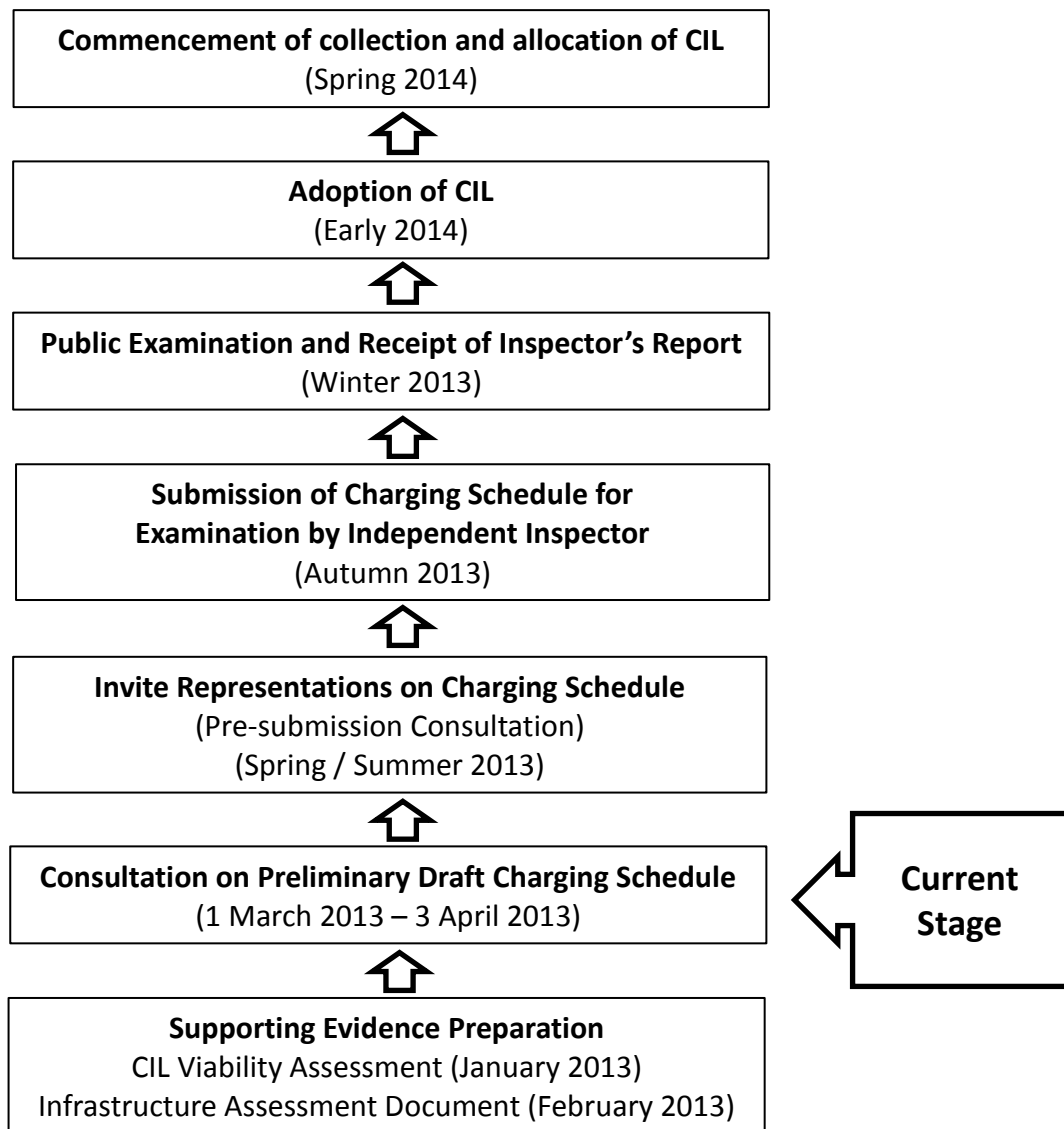 Commencement of collection and allocation of CIL
(Spring 2014)
Adoption of CIL
(Early 2014)
Public Examination and Receipt of Inspector’s Report
(Winter 2013)
Submission of Charging Schedule for
Examination by Independent Inspector
(Autumn 2013)
Invite Representations on Charging Schedule
(Pre-submission Consultation)
(Spring / Summer 2013)
Consultation on Preliminary Draft Charging Schedule
(1 March 2013 – 3 April 2013)
Current
Stage
Supporting Evidence Preparation
CIL Viability Assessment (January 2013)
Infrastructure Assessment Document (February 2013)